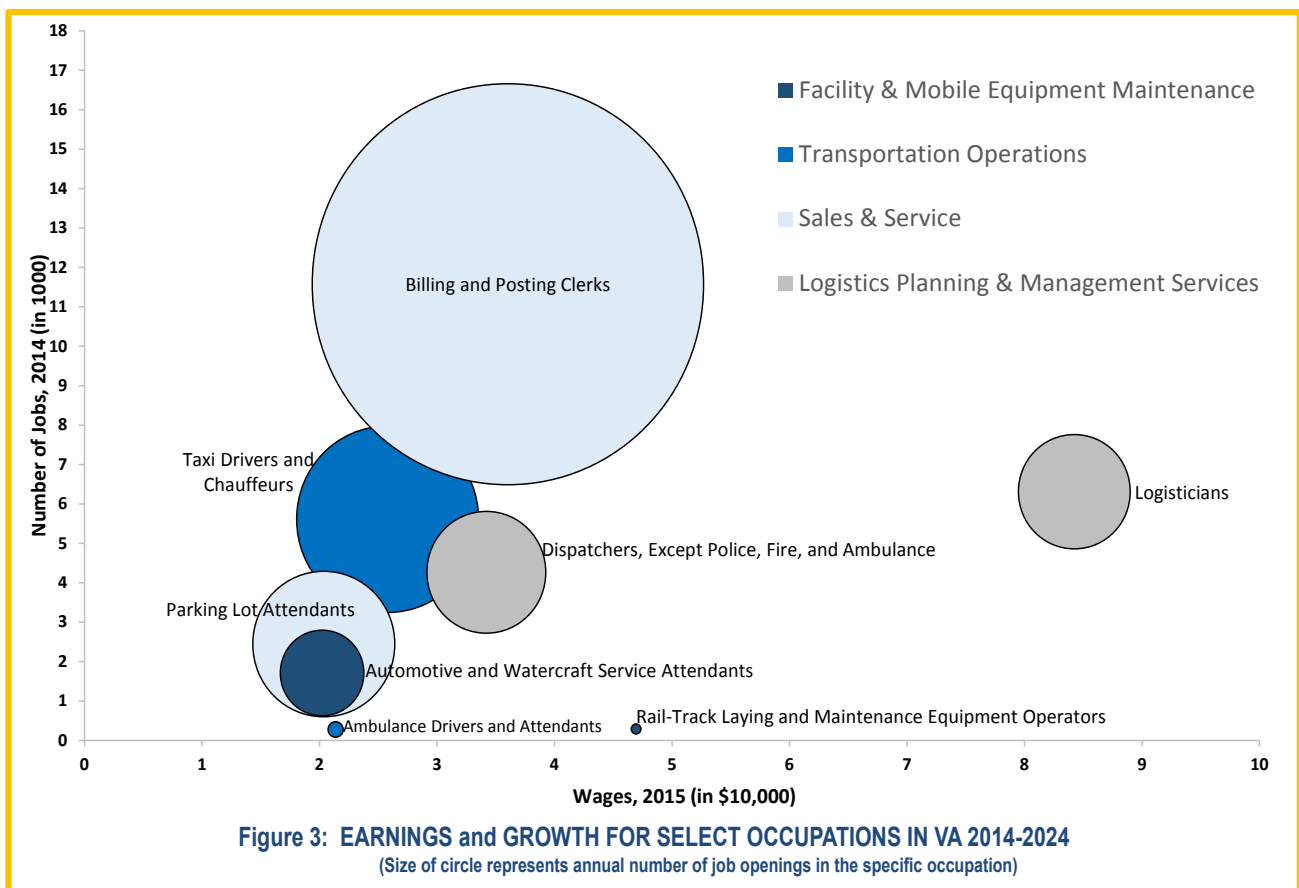 18
17
16
15
14
13
12
11
10
9
8
7
6
5
4
3
2
1
0
Number of Jobs, 2014 (in 1000)
Facility & Mobile Equipment Maintenance
Transportation Operations
Sales & Service
Logistics Planning & Management Services
Billing and Posting Clerks
Taxi Drivers and
Chauffeurs
Logisticians
Dispatchers, Except Police, Fire, and Ambulance
Parking Lot Attendants
Automotive and Watercraft Service Attendants
Rail-Track Laying and Maintenance Equipment Operators
Ambulance Drivers and Attendants
0 1 2 3 4 5 6 7 8 9 10
Wages, 2015 (in $10,000)
Figure 3: EARNINGS and GROWTH FOR SELECT OCCUPATIONS IN VA 2014-2024
(Size of circle represents annual number of job openings in the specific occupation)